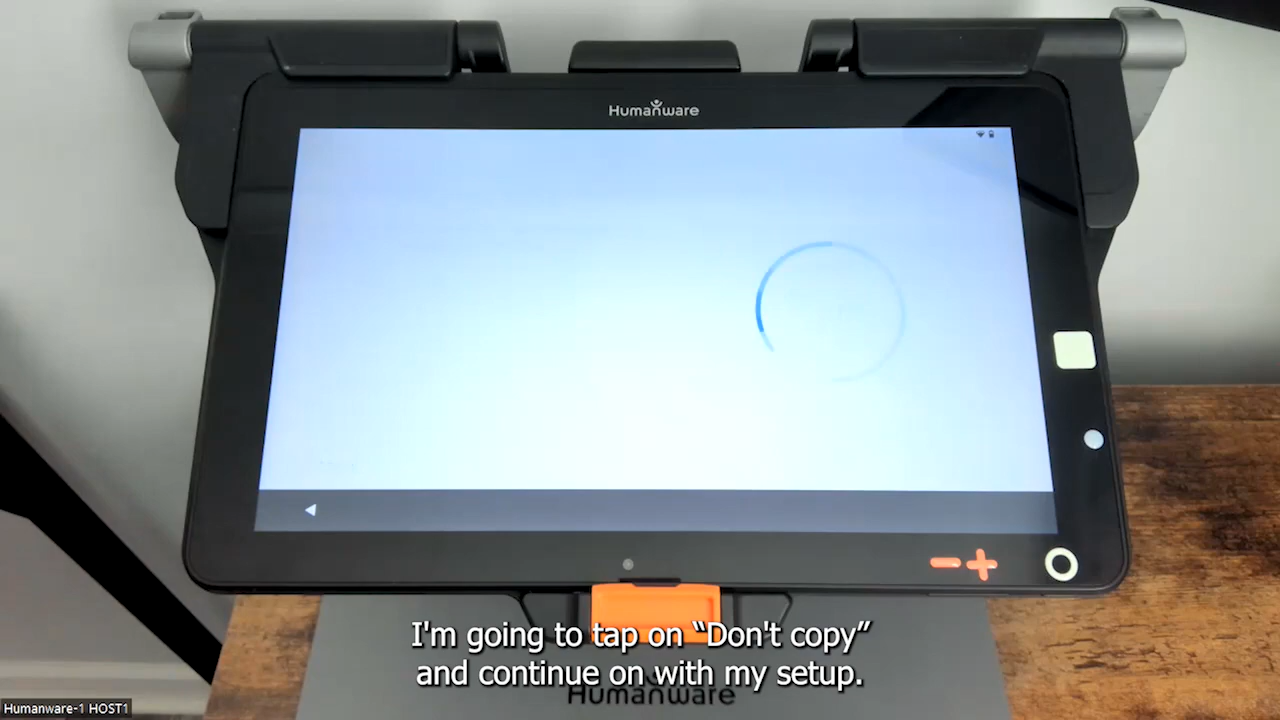 Humanware
I'm going to tap on “Don't copy”
and continue on with my setup.
Humanware
Humanware-1 HOST1